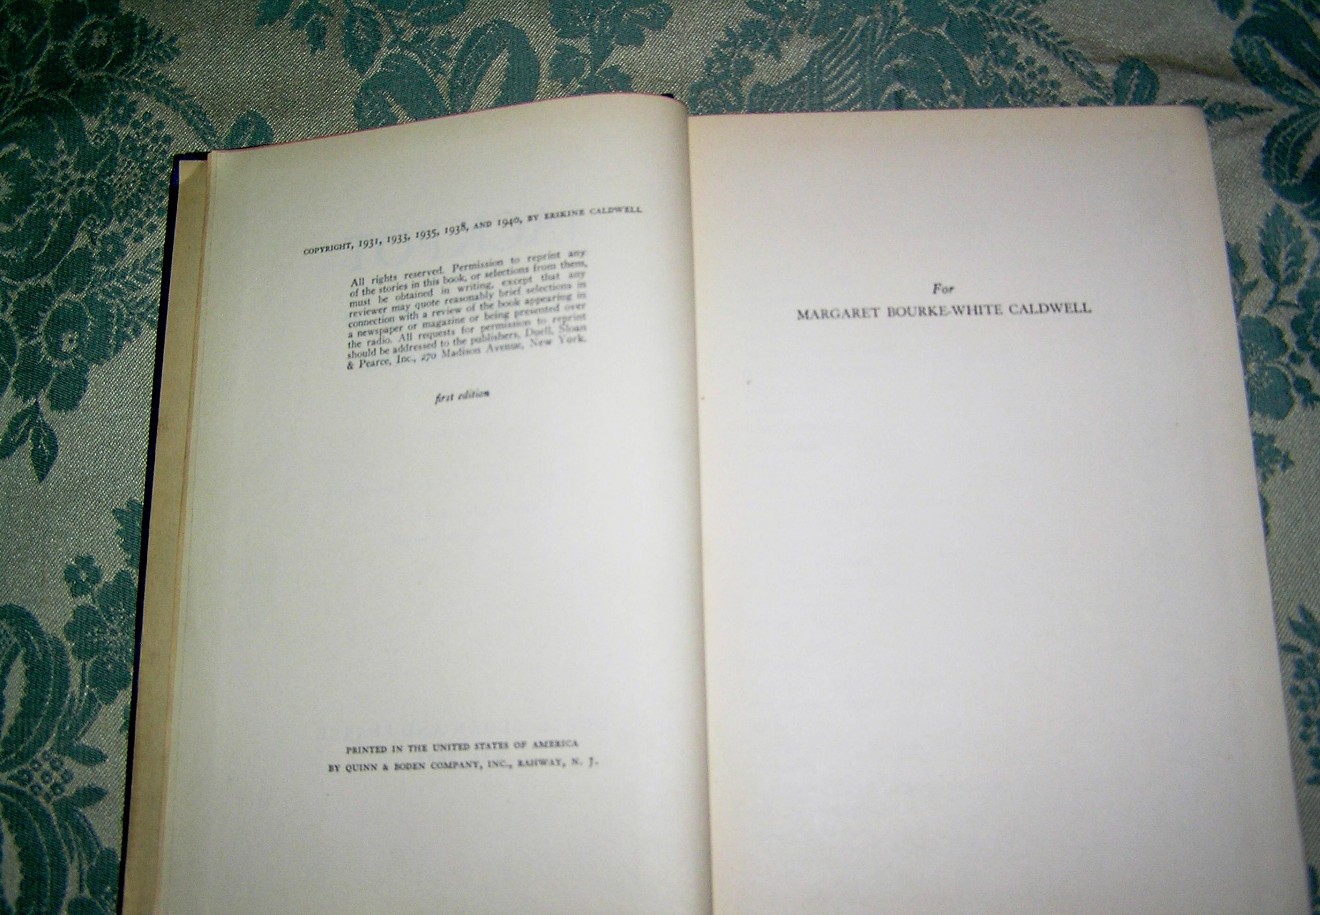 COPYRIGHT, 1931, 1933, 1935, 1938, AND 1940, BY ERSKINE CALDWELL
All rights reserved. Permission to reprint any
of the stories in this book, or selections from them,
must be obtained in writing, except that any
reviewer may quote reasonably brief selections in
connection with a review of the book appearing in
a newspaper or magazine or being presented over
the radio. All requests for permission to reprint
should be addressed to the publishers, Duell, Sloan
& Pearce, Inc., 270 Madison Avenue, New York.
first edition
PRINTED IN THE UNITED STATES OF AMERICA
BY QUINN & BODEN COMPANY, INC., RAHWAY, N. J.
For
MARGARET BOURKE-WHITE CALDWELL